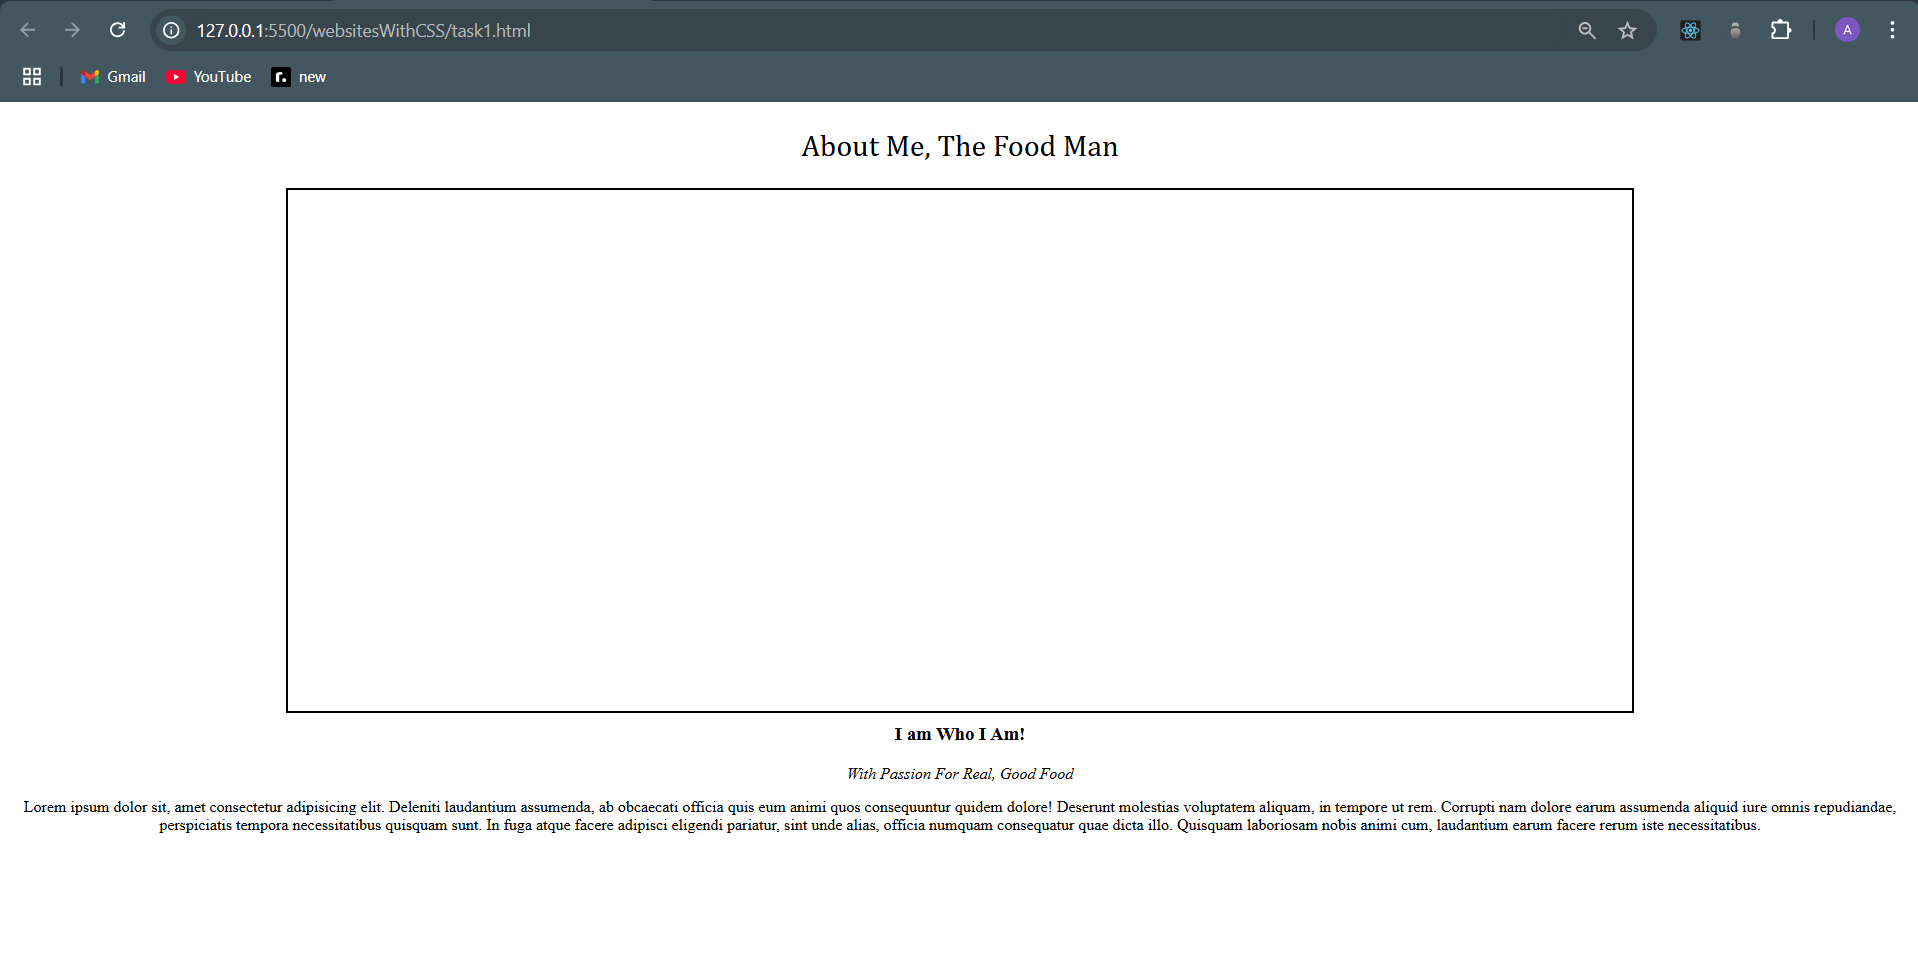 127.0.0.1:5500/websitesWithCSS/task1.html
A
Gmail YouTube new
About Me, The Food Man
I am Who I Am!
With Passion For Real, Good Food
Lorem ipsum dolor sit, amet consectetur adipisicing elit. Deleniti laudantium assumenda, ab obcaecati officia quis eum animi quos consequuntur quidem dolore! Deserunt molestias voluptatem aliquam, in tempore ut rem. Corrupti nam dolore earum assumenda aliquid iure omnis repudiandae,
perspiciatis tempora necessitatibus quisquam sunt. In fuga atque facere adipisci eligendi pariatur, sint unde alias, officia numquam consequatur quae dicta illo. Quisquam laboriosam nobis animi cum, laudantium earum facere rerum iste necessitatibus.